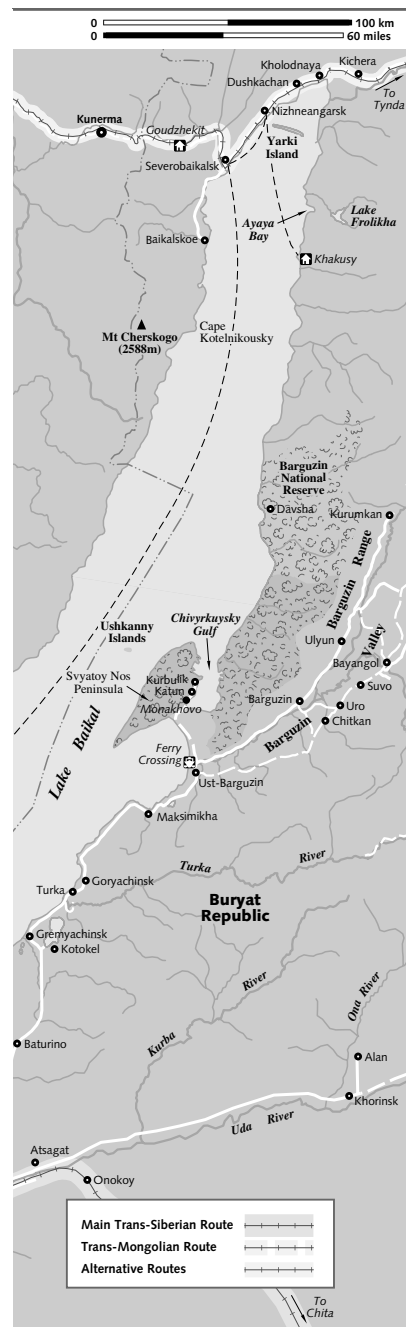 0 100 km
0 60 miles
Kichera
Kholodnaya
Dushkachan
To
Tynda
Nizhneangarsk
Kunerma
Goudzhekit
Yarki
Island
Severobaikalsk
Lake
Frolikha
Ayaya
Bay
Baikalskoe
Khakusy
Cape
Kotelnikousky
Mt Cherskogo
(2588m)
Barguzin
National
Reserve
Davsha
Kurumkan
Barguzin Range
Chivyrkuysky
Gulf
Ushkanny
Islands
Ulyun
Valley
Bayangol
Svyatoy Nos
Peninsula
Kurbulik
Katun
Monakhovo
Suvo
Barguzin
Uro
Chitkan
Barguzin
Lake Baikal
Ferry
Crossing
Ust-Barguzin
Maksimikha
Turka River
Goryachinsk
Turka
Buryat
Republic
Gremyachinsk
Kotokel
Kurba River
Ona River
Baturino
Alan
Khorinsk
Uda River
Atsagat
Onokoy
Main Trans-Siberian Route
Trans-Mongolian Route
Alternative Routes
To
Chita